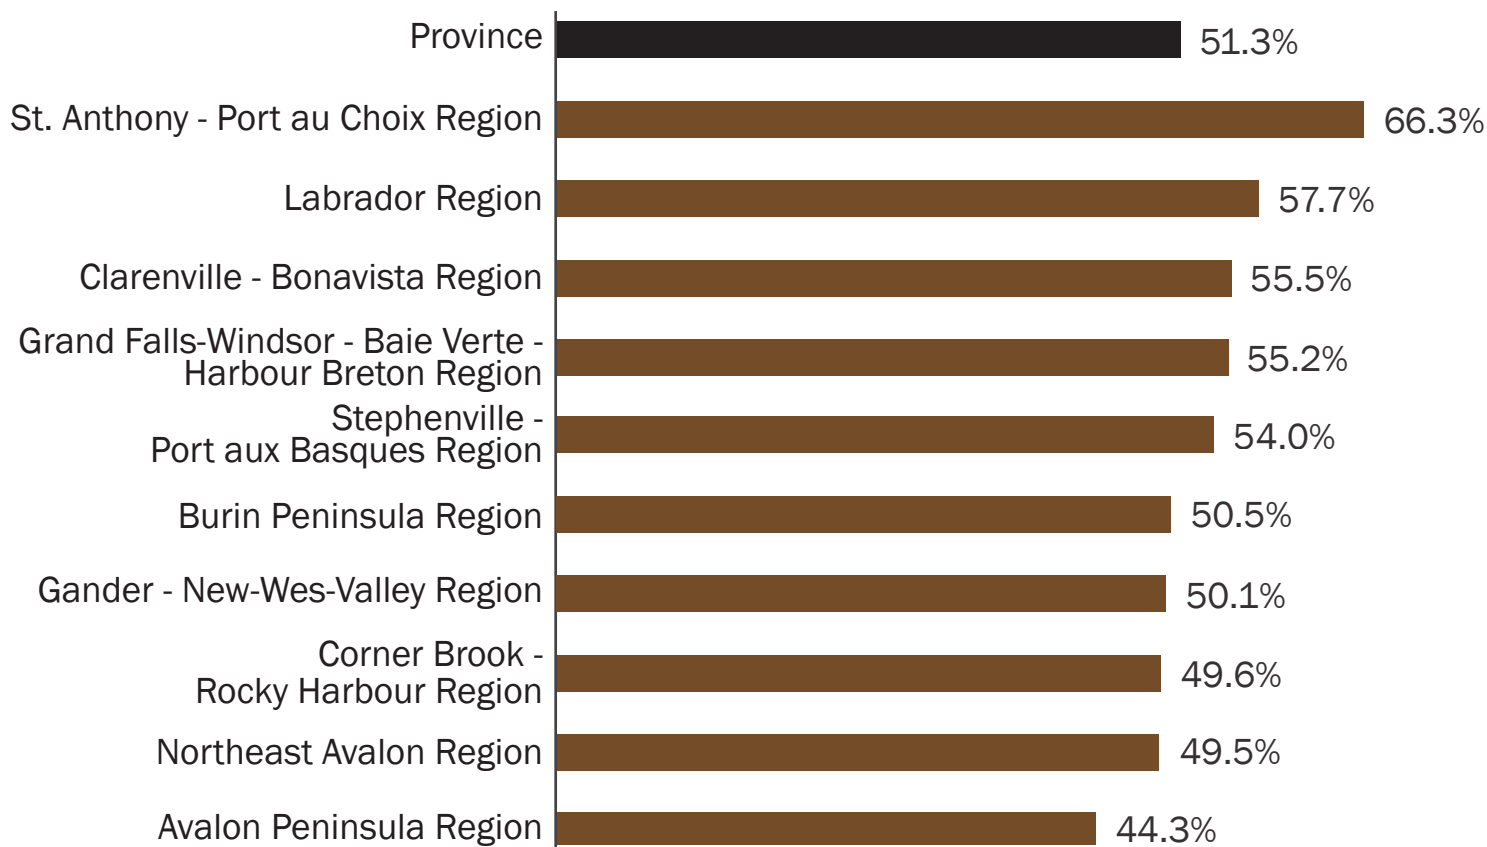 Province 51.3%
St. Anthony - Port au Choix Region 66.3%
Labrador Region 57.7%
Clarenville - Bonavista Region 55.5%
Grand Falls-Windsor - Baie Verte -
Harbour Breton Region 55.2%
Stephenville -
Port aux Basques Region 54.0%
Burin Peninsula Region 50.5%
Gander - New-Wes-Valley Region 50.1%
Corner Brook -
Rocky Harbour Region 49.6%
Northeast Avalon Region 49.5%
Avalon Peninsula Region 44.3%